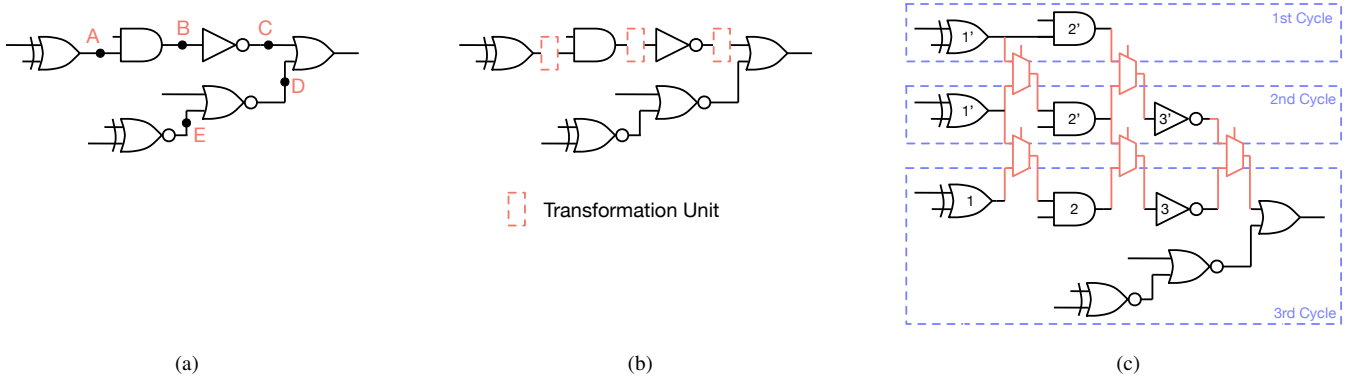 A
B
C
D
E
Transformation Unit
1st Cycle
1'
2'
2nd Cycle
1'
2'
3'
1
2
3
3rd Cycle
(a)
(b)
(c)